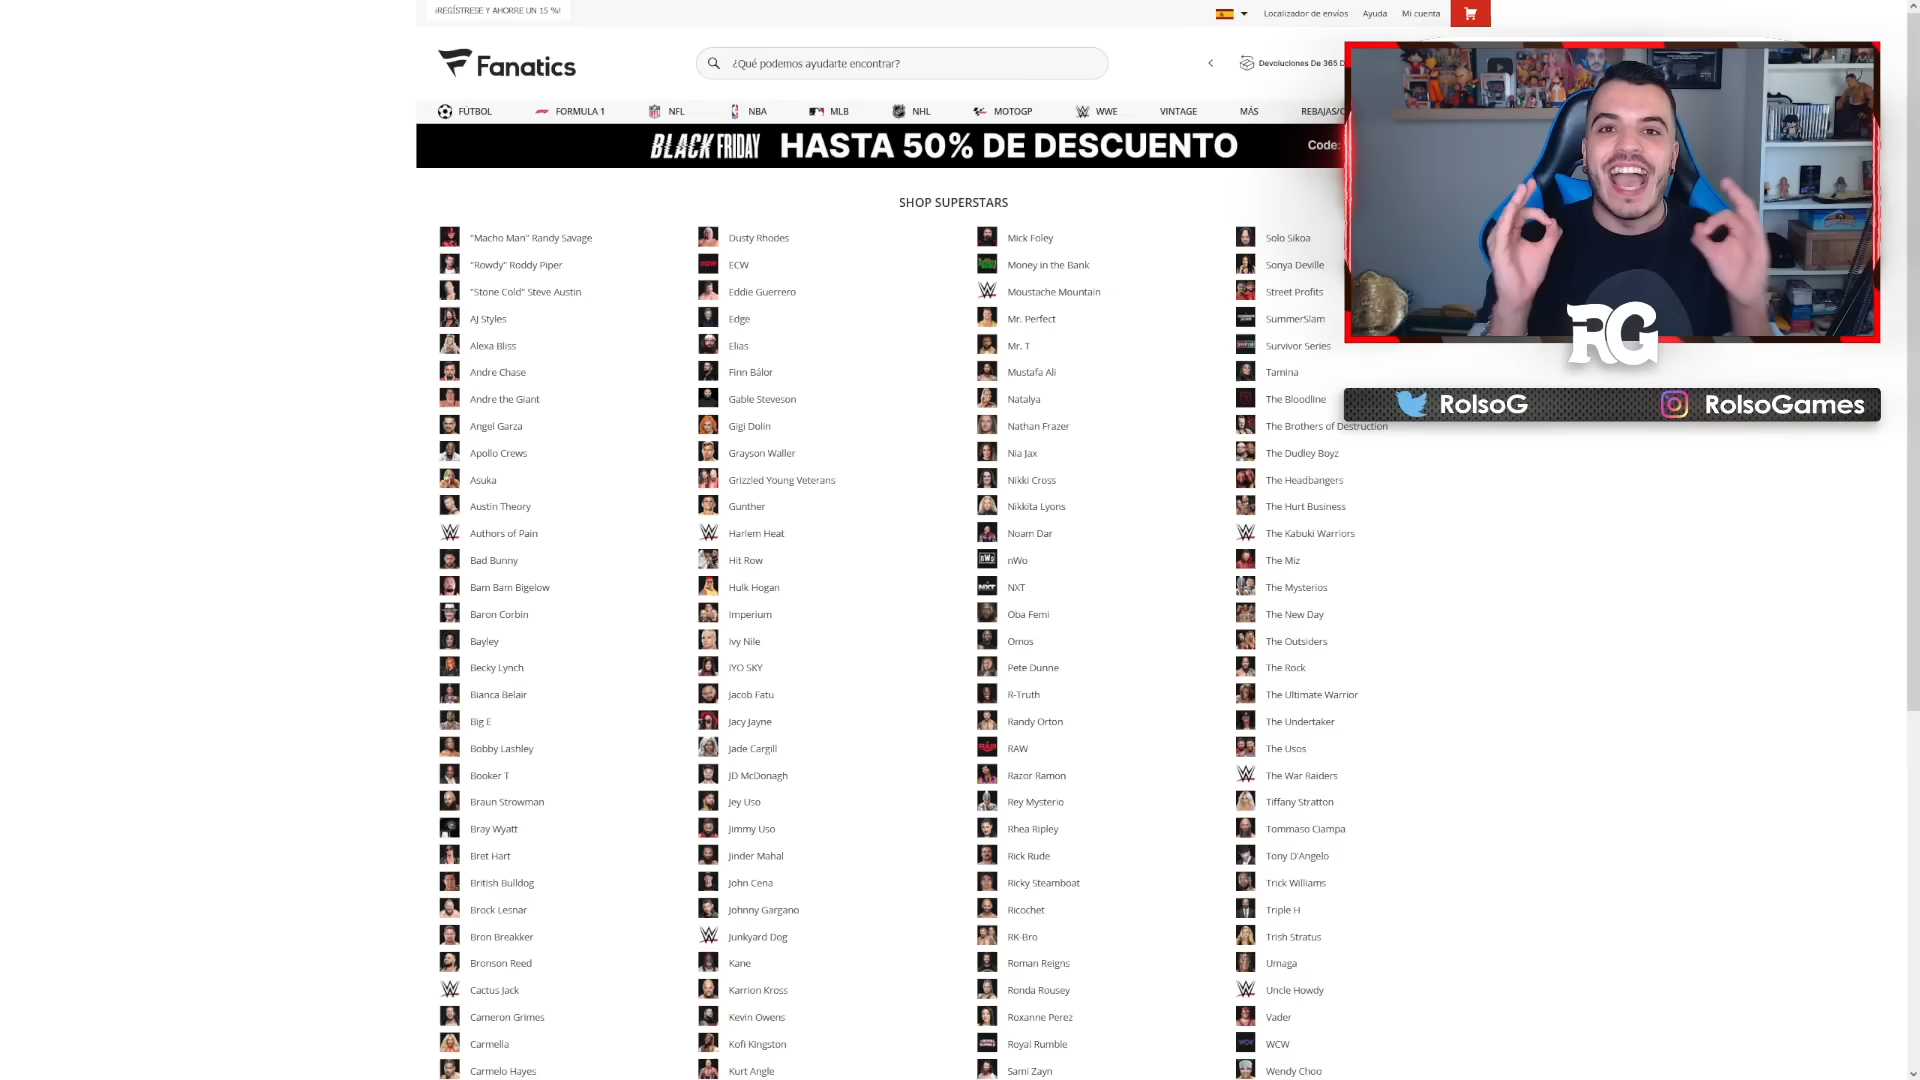 ¡REGÍSTRESE Y AHORRE UN 15 %!
Localizador de envíos
Ayuda
Mi cuenta
Fanatics
¿Qué podemos ayudarte encontrar?
Devoluciones De 365 D
FÚTBOL
FORMULA 1
NFL
NBA
MLB
NHL
MOTOGP
WWE
VINTAGE
MÁS
REBAJAS/O
BLACK FRIDAY HASTA 50% DE DESCUENTO
Code:
RG
RolsoG
RolsoGames
SHOP SUPERSTARS
"Macho Man" Randy Savage
"Rowdy" Roddy Piper
"Stone Cold" Steve Austin
AJ Styles
Alexa Bliss
Andre Chase
Andre the Giant
Angel Garza
Apollo Crews
Asuka
Austin Theory
Authors of Pain
Bad Bunny
Bam Bam Bigelow
Baron Corbin
Bayley
Becky Lynch
Bianca Belair
Big E
Bobby Lashley
Booker T
Braun Strowman
Bray Wyatt
Bret Hart
British Bulldog
Brock Lesnar
Bron Breakker
Bronson Reed
Cactus Jack
Cameron Grimes
Carmella
Carmelo Hayes
Dusty Rhodes
ECW
Eddie Guerrero
Edge
Elias
Finn Bálor
Gable Steveson
Gigi Dolin
Grayson Waller
Grizzled Young Veterans
Gunther
Harlem Heat
Hit Row
Hulk Hogan
Imperium
Ivy Nile
IYO SKY
Jacob Fatu
Jacy Jayne
Jade Cargill
JD McDonagh
Jey Uso
Jimmy Uso
Jinder Mahal
John Cena
Johnny Gargano
Junkyard Dog
Kane
Karrion Kross
Kevin Owens
Kofi Kingston
Kurt Angle
Mick Foley
Money in the Bank
Moustache Mountain
Mr. Perfect
Mr. T
Mustafa Ali
Natalya
Nathan Frazer
Nia Jax
Nikki Cross
Nikkita Lyons
Noam Dar
nWo
NXT
Oba Femi
Omos
Pete Dunne
R-Truth
Randy Orton
RAW
Razor Ramon
Rey Mysterio
Rhea Ripley
Rick Rude
Ricky Steamboat
Ricochet
RK-Bro
Roman Reigns
Ronda Rousey
Roxanne Perez
Royal Rumble
Sami Zayn
Solo Sikoa
Sonya Deville
Street Profits
SummerSlam
Survivor Series
Tamina
The Bloodline
The Brothers of Destruction
The Dudley Boyz
The Headbangers
The Hurt Business
The Kabuki Warriors
The Miz
The Mysterios
The New Day
The Outsiders
The Rock
The Ultimate Warrior
The Undertaker
The Usos
The War Raiders
Tiffany Stratton
Tommaso Ciampa
Tony D'Angelo
Trick Williams
Triple H
Trish Stratus
Umaga
Uncle Howdy
Vader
WCW
Wendy Choo